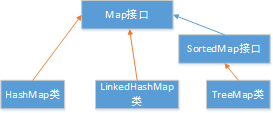 Map接口
SortedMap接口
HashMap类
LinkedHashMap
类
TreeMap类